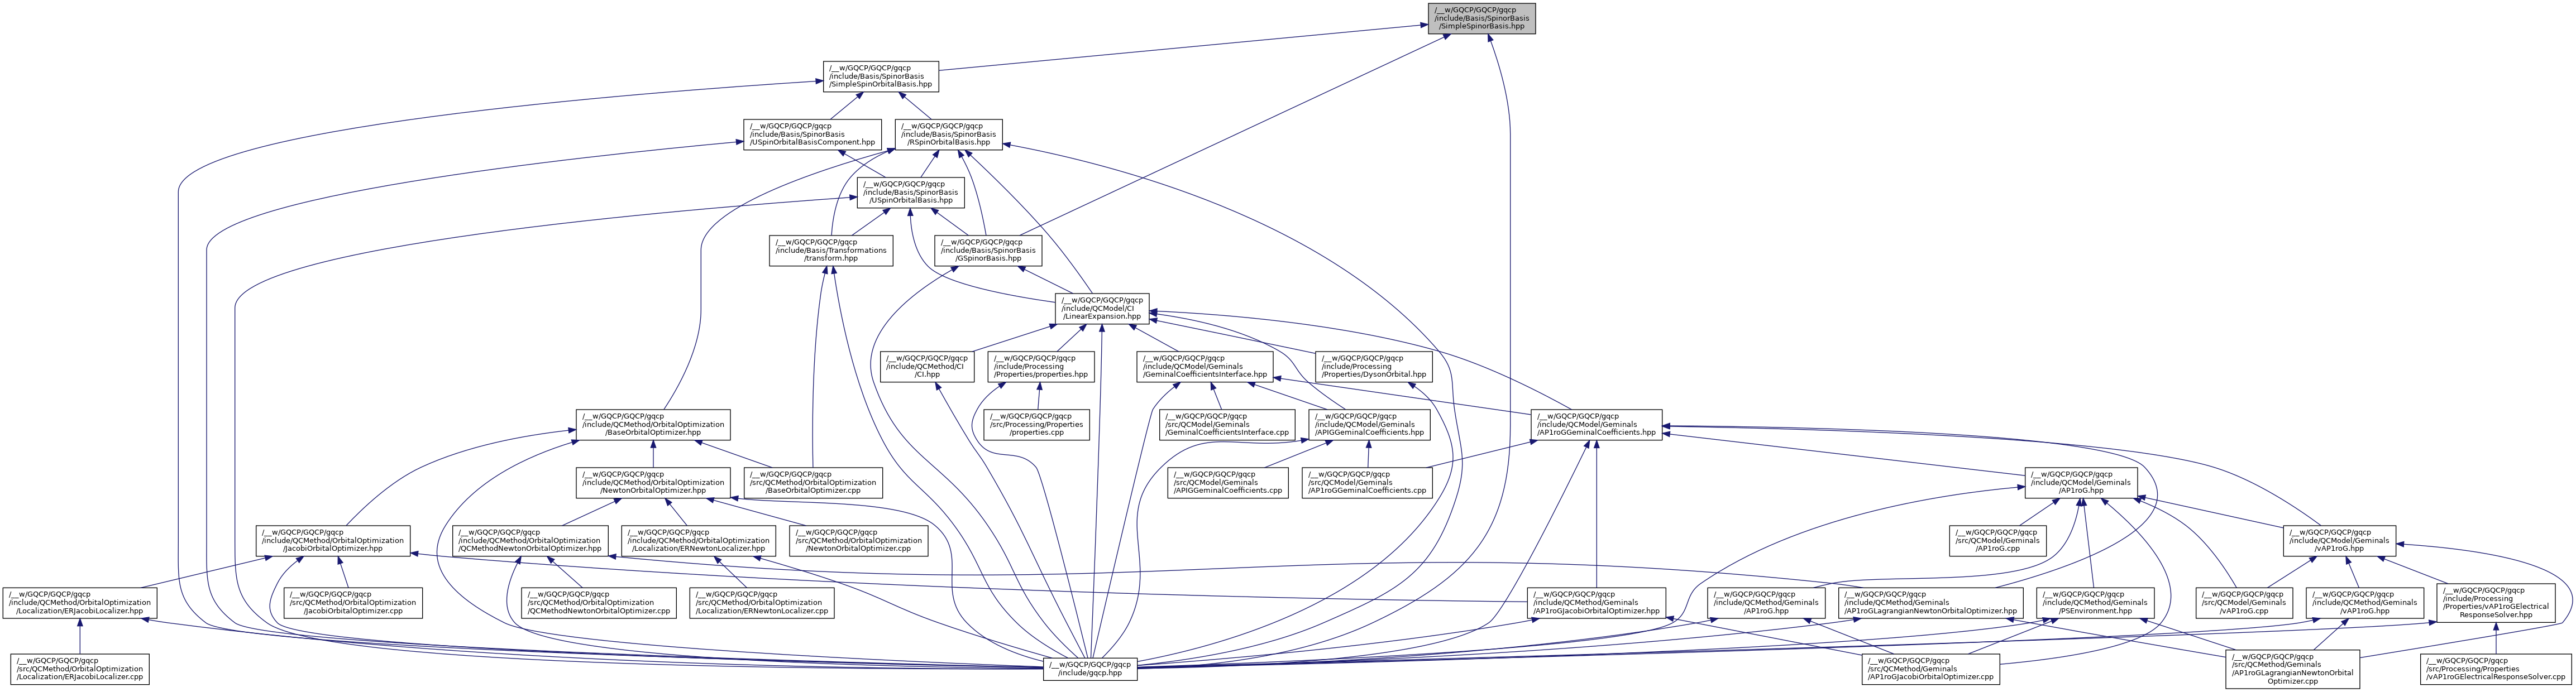 /__w/GQCP/GQCP/gqcp
/include/Basis/SpinorBasis
/SimpleSpinorBasis.hpp
/__w/GQCP/GQCP/gqcp
/include/Basis/SpinorBasis
/SimpleSpinOrbitalBasis.hpp
/__w/GQCP/GQCP/gqcp
/include/Basis/SpinorBasis
/USpinOrbitalBasisComponent.hpp
/__w/GQCP/GQCP/gqcp
/include/Basis/SpinorBasis
/RSpinOrbitalBasis.hpp
/__w/GQCP/GQCP/gqcp
/include/Basis/SpinorBasis
/USpinOrbitalBasis.hpp
/__w/GQCP/GQCP/gqcp
/include/Basis/Transformations
/transform.hpp
/__w/GQCP/GQCP/gqcp
/include/Basis/SpinorBasis
/GSpinorBasis.hpp
/__w/GQCP/GQCP/gqcp
/include/QCModel/CI
/LinearExpansion.hpp
/__w/GQCP/GQCP/gqcp
/include/QCMethod/CI
/CI.hpp
/__w/GQCP/GQCP/gqcp
/include/Processing
/Properties/properties.hpp
/__w/GQCP/GQCP/gqcp
/include/QCModel/Geminals
/GeminalCoefficientsInterface.hpp
/__w/GQCP/GQCP/gqcp
/include/Processing
/Properties/DysonOrbital.hpp
/__w/GQCP/GQCP/gqcp
/include/QCMethod/OrbitalOptimization
/BaseOrbitalOptimizer.hpp
/__w/GQCP/GQCP/gqcp
/src/Processing/Properties
/properties.cpp
/__w/GQCP/GQCP/gqcp
/src/QCModel/Geminals
/GeminalCoefficientsInterface.cpp
/__w/GQCP/GQCP/gqcp
/include/QCModel/Geminals
/APIGGeminalCoefficients.hpp
/__w/GQCP/GQCP/gqcp
/include/QCModel/Geminals
/AP1roGGeminalCoefficients.hpp
/__w/GQCP/GQCP/gqcp
/include/QCMethod/OrbitalOptimization
/NewtonOrbitalOptimizer.hpp
/__w/GQCP/GQCP/gqcp
/src/QCMethod/OrbitalOptimization
/BaseOrbitalOptimizer.cpp
/__w/GQCP/GQCP/gqcp
/src/QCModel/Geminals
/APIGGeminalCoefficients.cpp
/__w/GQCP/GQCP/gqcp
/src/QCModel/Geminals
/AP1roGGeminalCoefficients.cpp
/__w/GQCP/GQCP/gqcp
/include/QCModel/Geminals
/AP1roG.hpp
/__w/GQCP/GQCP/gqcp
/include/QCMethod/OrbitalOptimization
/JacobiOrbitalOptimizer.hpp
/__w/GQCP/GQCP/gqcp
/include/QCMethod/OrbitalOptimization
/QCMethodNewtonOrbitalOptimizer.hpp
/__w/GQCP/GQCP/gqcp
/include/QCMethod/OrbitalOptimization
/Localization/ERNewtonLocalizer.hpp
/__w/GQCP/GQCP/gqcp
/src/QCMethod/OrbitalOptimization
/NewtonOrbitalOptimizer.cpp
/__w/GQCP/GQCP/gqcp
/src/QCModel/Geminals
/AP1roG.cpp
/__w/GQCP/GQCP/gqcp
/include/QCModel/Geminals
/vAP1roG.hpp
/__w/GQCP/GQCP/gqcp
/include/QCMethod/OrbitalOptimization
/Localization/ERJacobiLocalizer.hpp
/__w/GQCP/GQCP/gqcp
/src/QCMethod/OrbitalOptimization
/JacobiOrbitalOptimizer.cpp
/__w/GQCP/GQCP/gqcp
/src/QCMethod/OrbitalOptimization
/QCMethodNewtonOrbitalOptimizer.cpp
/__w/GQCP/GQCP/gqcp
/src/QCMethod/OrbitalOptimization
/Localization/ERNewtonLocalizer.cpp
/__w/GQCP/GQCP/gqcp
/include/QCMethod/Geminals
/AP1roGJacobiOrbitalOptimizer.hpp
/__w/GQCP/GQCP/gqcp
/include/QCMethod/Geminals
/AP1roG.hpp
/__w/GQCP/GQCP/gqcp
/include/QCMethod/Geminals
/AP1roGLagrangianNewtonOrbitalOptimizer.hpp
/__w/GQCP/GQCP/gqcp
/include/QCMethod/Geminals
/PSEnvironment.hpp
/__w/GQCP/GQCP/gqcp
/src/QCModel/Geminals
/vAP1roG.cpp
/__w/GQCP/GQCP/gqcp
/include/QCMethod/Geminals
/vAP1roG.hpp
/__w/GQCP/GQCP/gqcp
/include/Processing
/Properties/vAP1roGElectrical
ResponseSolver.hpp
/__w/GQCP/GQCP/gqcp
/src/QCMethod/OrbitalOptimization
/Localization/ERJacobiLocalizer.cpp
/__w/GQCP/GQCP/gqcp
/include/gqcp.hpp
/__w/GQCP/GQCP/gqcp
/src/QCMethod/Geminals
/AP1roGJacobiOrbitalOptimizer.cpp
/__w/GQCP/GQCP/gqcp
/src/QCMethod/Geminals
/AP1roGLagrangianNewtonOrbital
Optimizer.cpp
/__w/GQCP/GQCP/gqcp
/src/Processing/Properties
/vAP1roGElectricalResponseSolver.cpp